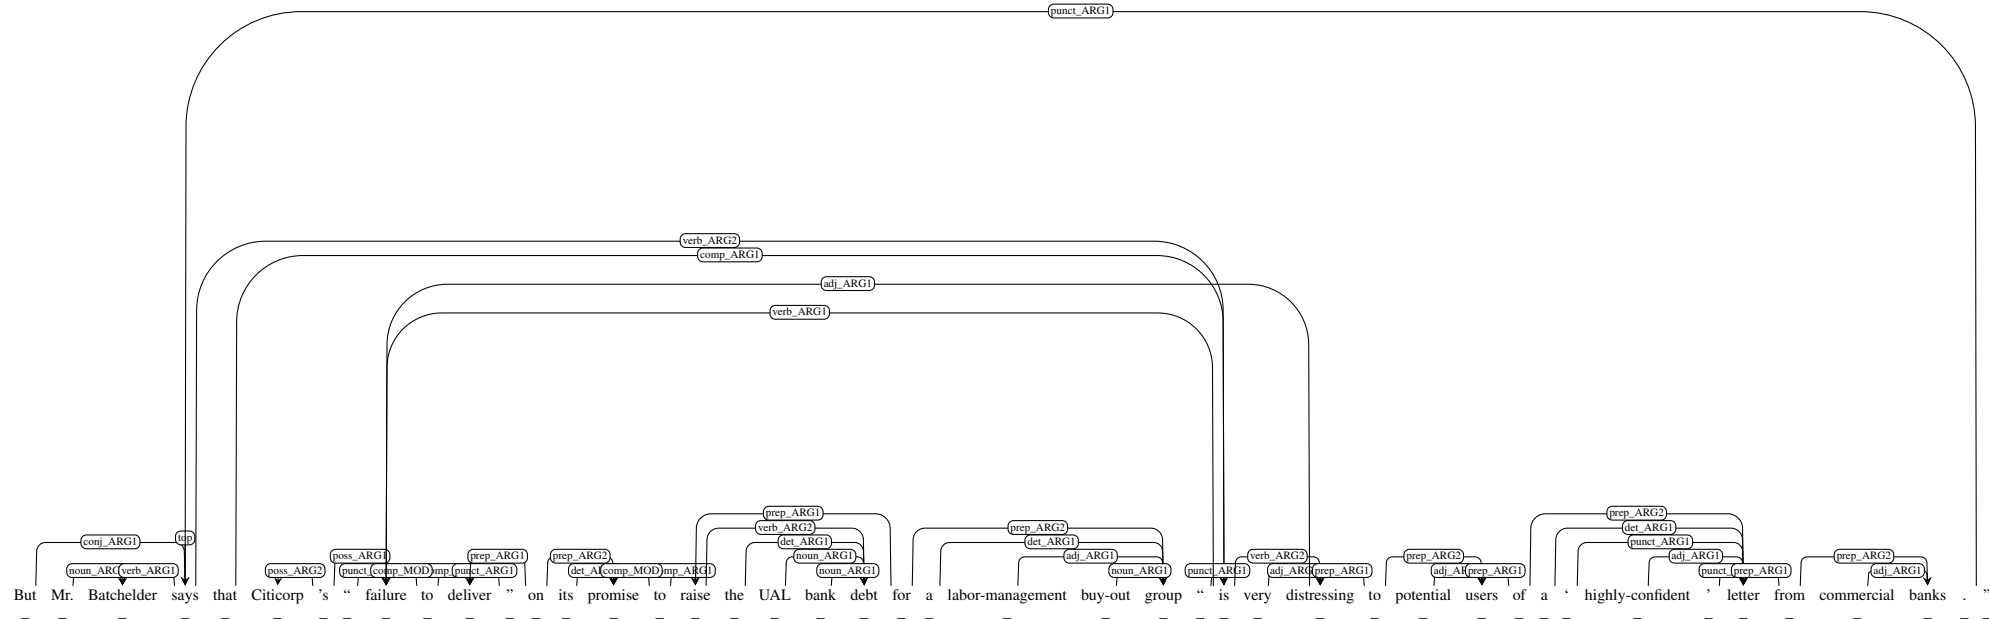 punct_ARG1
verb_ARG2
comp_ARG1
adj_ARG1
verb_ARG1
prep_ARG1 prep_ARG2
verb_ARG2 prep_ARG2 det_ARG1
conj_ARG1 top det_ARG1 det_ARG1 punct_ARG1
poss_ARG1 prep_ARG1 prep_ARG2 noun_ARG1 adj_ARG1 verb_ARG2 prep_ARG2 adj_ARG1 prep_ARG2
verb_ARG1 poss_ARG2 comp_MOD punct_ARG1 comp_MOD noun_ARG1 noun_ARG1 punct_ARG1 prep_ARG1 prep_ARG1 prep_ARG1 adj_ARG1
But Mr. Batchelder says that Citicorp 's “ failure to deliver ” on its promise to raise the UAL bank debt for a labor-management buy-out group “ is very distressing to potential users of a ‘ highly-confident ’ letter from commercial banks . ”